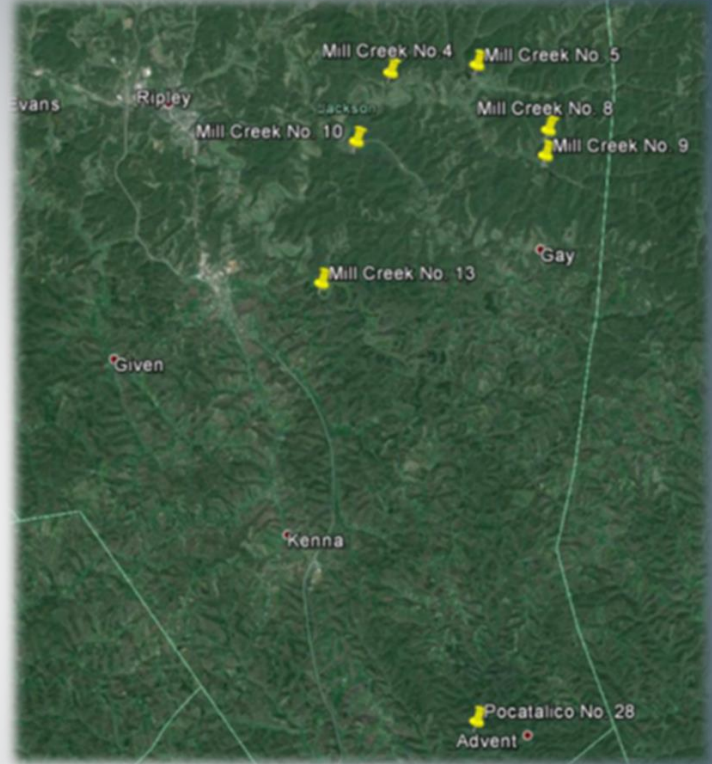 Mill Creek No.4
Mill Creek No. 5
Evans
Ripley
Jackson
Mill Creek No. 8
Mill Creek No. 10
Mill Creek No. 9
Gay
Mill Creek No. 13
Given
Kenna
Pocatalico No. 28
Advent